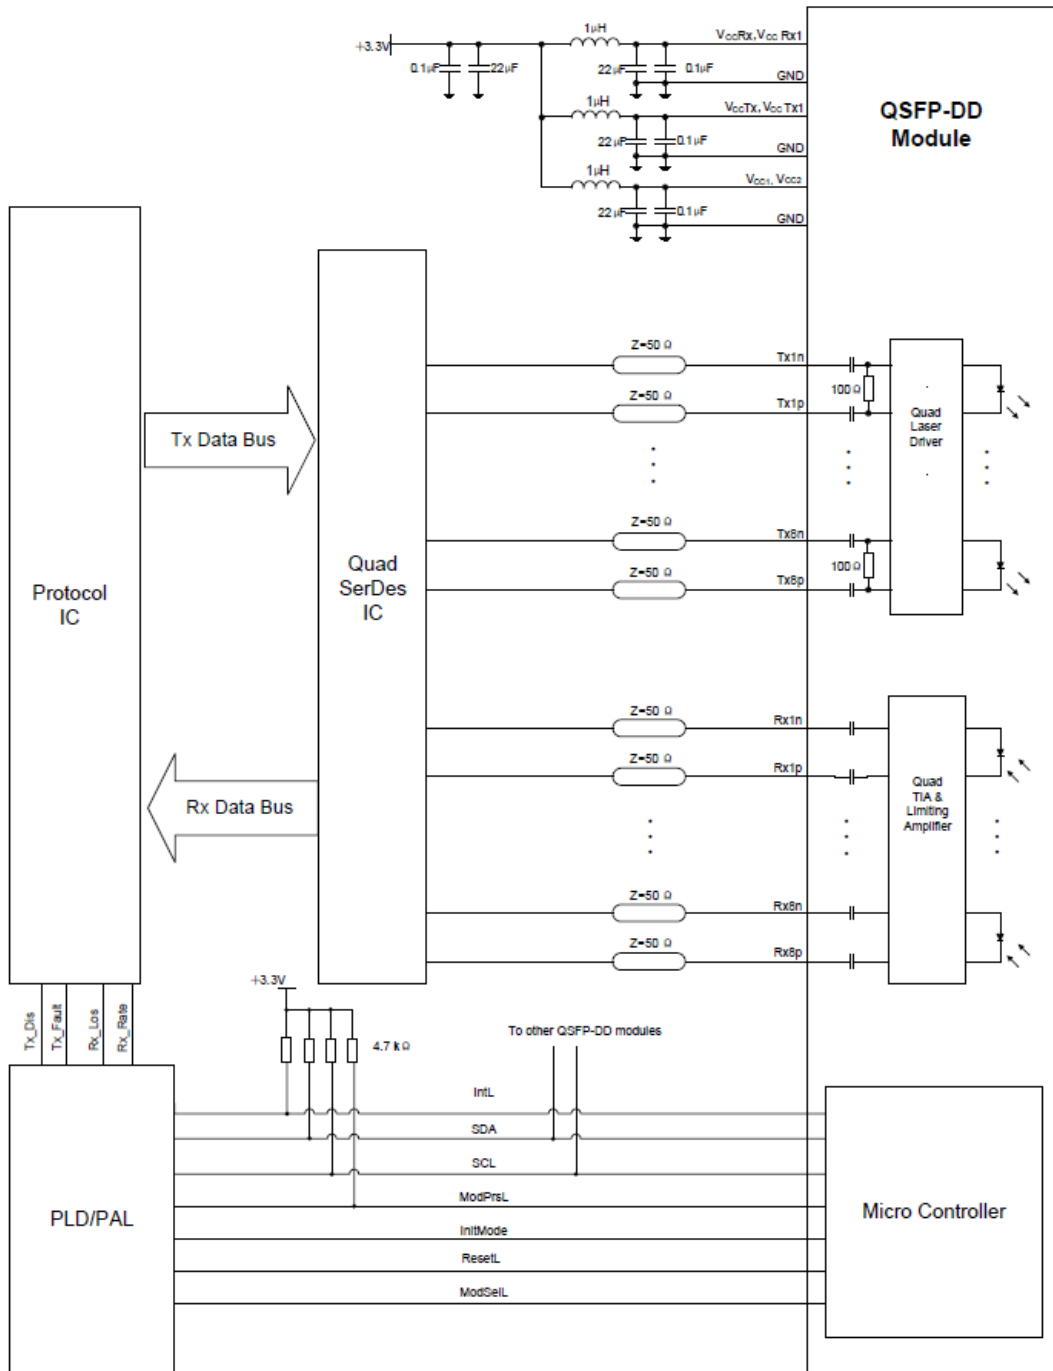 +3.3V
0.1µF
22µF
1µH
22µF
0.1µF
VCCRx, VCC Rx1
GND
1µH
22µF
0.1µF
VCCTx, VCC Tx1
GND
1µH
22µF
0.1µF
VCC1, VCC2
GND
QSFP-DD
Module
Protocol
IC
Tx Data Bus
Rx Data Bus
Quad
SerDes
IC
Z=50 Ω
Tx1n
Z=50 Ω
Tx1p
100Ω
Z=50 Ω
Tx8n
Z=50 Ω
Tx8p
100Ω
Quad
Laser
Driver
Z=50 Ω
Rx1n
Z=50 Ω
Rx1p
Z=50 Ω
Rx8n
Z=50 Ω
Rx8p
Quad
TIA &
Limiting
Amplifier
Tx_Dis
Tx_Fault
Rx_Los
Rx_Rate
+3.3V
4.7 kΩ
To other QSFP-DD modules
IntL
SDA
SCL
ModPrsL
InitMode
ResetL
ModSelL
PLD/PAL
Micro Controller